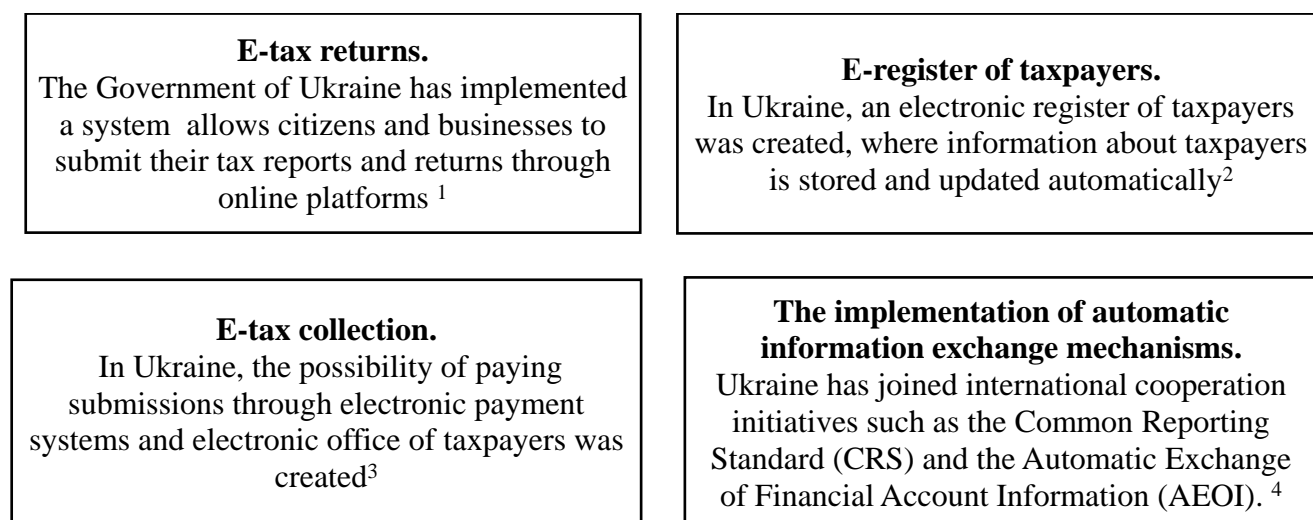 E-tax returns.
The Government of Ukraine has implemented
a system allows citizens and businesses to
submit their tax reports and returns through
online platforms ¹
E-register of taxpayers.
In Ukraine, an electronic register of taxpayers
was created, where information about taxpayers
is stored and updated automatically²
E-tax collection.
In Ukraine, the possibility of paying
submissions through electronic payment
systems and electronic office of taxpayers was
created³
The implementation of automatic
information exchange mechanisms.
Ukraine has joined international cooperation
initiatives such as the Common Reporting
Standard (CRS) and the Automatic Exchange
of Financial Account Information (AEOI). ⁴